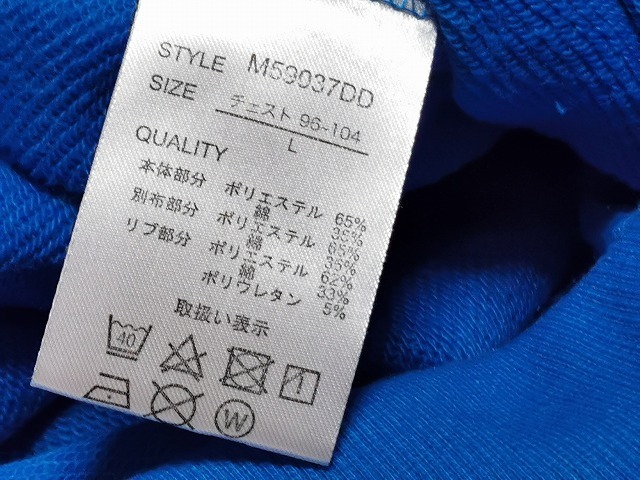 STYLE M59037DD
SIZE チェスト 96-104
L
QUALITY
本体部分 ポリエステル 65%
綿 35%
別布部分 ポリエステル 65%
綿 35%
リブ部分 ポリエステル 62%
綿 33%
ポリウレタン 5%
取扱い表示
40
W